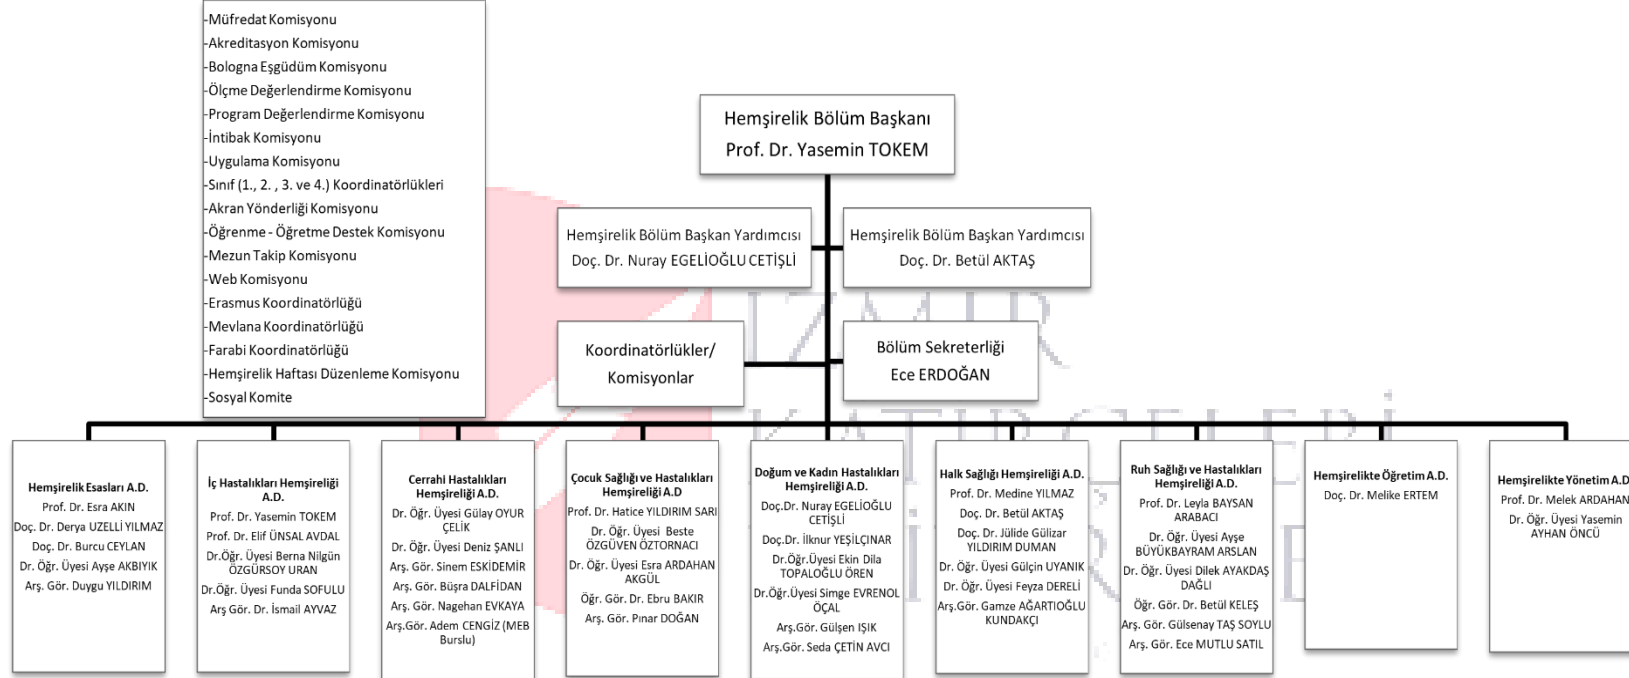 -Müfredat Komisyonu
-Akreditasyon Komisyonu
-Bologna Eşgüdüm Komisyonu
-Ölçme Değerlendirme Komisyonu
-Program Değerlendirme Komisyonu
-İntibak Komisyonu
-Uygulama Komisyonu
-Sınıf (1., 2. , 3. ve 4.) Koordinatörlükleri
-Akran Yönderliği Komisyonu
-Öğrenme - Öğretme Destek Komisyonu
-Mezun Takip Komisyonu
-Web Komisyonu
-Erasmus Koordinatörlüğü
-Mevlana Koordinatörlüğü
-Farabi Koordinatörlüğü
-Hemşirelik Haftası Düzenleme Komisyonu
-Sosyal Komite
Hemşirelik Bölüm Başkanı
Prof. Dr. Yasemin TOKEM
Hemşirelik Bölüm Başkan Yardımcısı
Doç. Dr. Nuray EGELİOĞLU CETİŞLİ
Hemşirelik Bölüm Başkan Yardımcısı
Doç. Dr. Betül AKTAŞ
Koordinatörlükler/
Komisyonlar
Bölüm Sekreterliği
Ece ERDOĞAN
İZMİR
KATİP ÇELEBİ
Hemşirelik Esasları A.D.
Prof. Dr. Esra AKIN
Doç. Dr. Derya UZELLİ YILMAZ
Doç. Dr. Burcu CEYLAN
Dr. Öğr. Üyesi Ayşe AKBIYIK
Arş. Gör. Duygu YILDIRIM
İç Hastalıkları Hemşireliği
A.D.
Prof. Dr. Yasemin TOKEM
Prof. Dr. Elif ÜNSAL AVDAL
Dr.Öğr. Üyesi Berna Nilgün
ÖZGÜRSOY URAN
Dr.Öğr. Üyesi Funda SOFULU
Arş Gör. Dr. İsmail AYVAZ
Cerrahi Hastalıkları
Hemşireliği A.D.
Dr. Öğr. Üyesi Gülay OYUR
ÇELİK
Dr. Öğr. Üyesi Deniz ŞANLI
Arş. Gör. Sinem ESKİDEMİR
Arş. Gör. Büşra DALFİDAN
Arş. Gör. Nagehan EVKAYA
Arş.Gör. Adem CENGİZ (MEB
Burslu)
Çocuk Sağlığı ve Hastalıkları
Hemşireliği A.D
Prof. Dr. Hatice YILDIRIM SARI
Dr. Öğr. Üyesi Beste
ÖZGÜVEN ÖZTORNACI
Dr. Öğr. Üyesi Esra ARDAHAN
AKGÜL
Öğr. Gör. Dr. Ebru BAKIR
Arş. Gör. Pınar DOĞAN
Doğum ve Kadın Hastalıkları
Hemşireliği A.D.
Doç.Dr. Nuray EGELİOĞLU
CETİŞLİ
Doç.Dr. İlknur YEŞİLÇINAR
Dr.Öğr.Üyesi Ekin Dila
TOPALOĞLU ÖREN
Dr.Öğr.Üyesi Simge EVRENOL
ÖÇAL
Arş.Gör. Gülşen IŞIK
Arş.Gör. Seda ÇETİN AVCI
Halk Sağlığı Hemşireliği A.D.
Prof. Dr. Medine YILMAZ
Doç. Dr. Betül AKTAŞ
Doç. Dr. Jülide Gülizar
YILDIRIM DUMAN
Dr. Öğr. Üyesi Gülçin UYANIK
Dr. Öğr. Üyesi Feyza DERELİ
Arş.Gör. Gamze AĞARTIOĞLU
KUNDAKÇI
Ruh Sağlığı ve Hastalıkları
Hemşireliği A.D.
Prof. Dr. Leyla BAYSAN
ARABACI
Dr. Öğr. Üyesi Ayşe
BÜYÜKBAYRAM ARSLAN
Dr. Öğr. Üyesi Dilek AYAKDAŞ
DAĞLI
Öğr. Gör. Dr. Betül KELEŞ
Arş. Gör. Gülsenay TAŞ SOYLU
Arş. Gör. Ece MUTLU SATIL
Hemşirelikte Öğretim A.D.
Doç. Dr. Melike ERTEM
Hemşirelikte Yönetim A.D.
Prof. Dr. Melek ARDAHAN
Dr. Öğr. Üyesi Yasemin
AYHAN ÖNCÜ